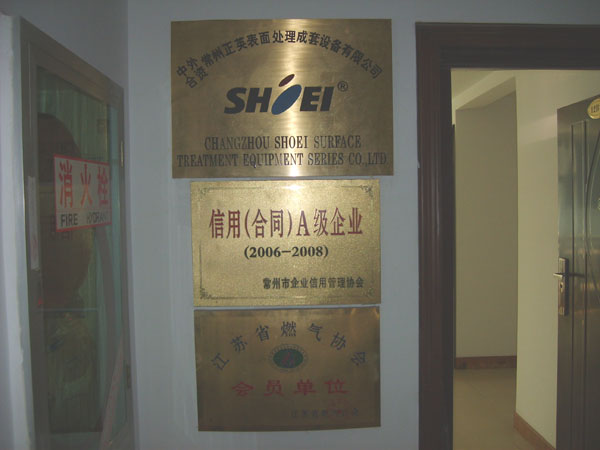 中外
合资
常州正英表面处理成套设备有限公司
SHOEI®
CHANGZHOU SHOEI SURFACE
TREATMENT EQUIPMENT SERIES CO.,LTD.
信用(合同)A级企业
(2006-2008)
常州市企业信用管理协会
江苏省燃气协会
会员单位
消火栓
FIRE HYDRANT